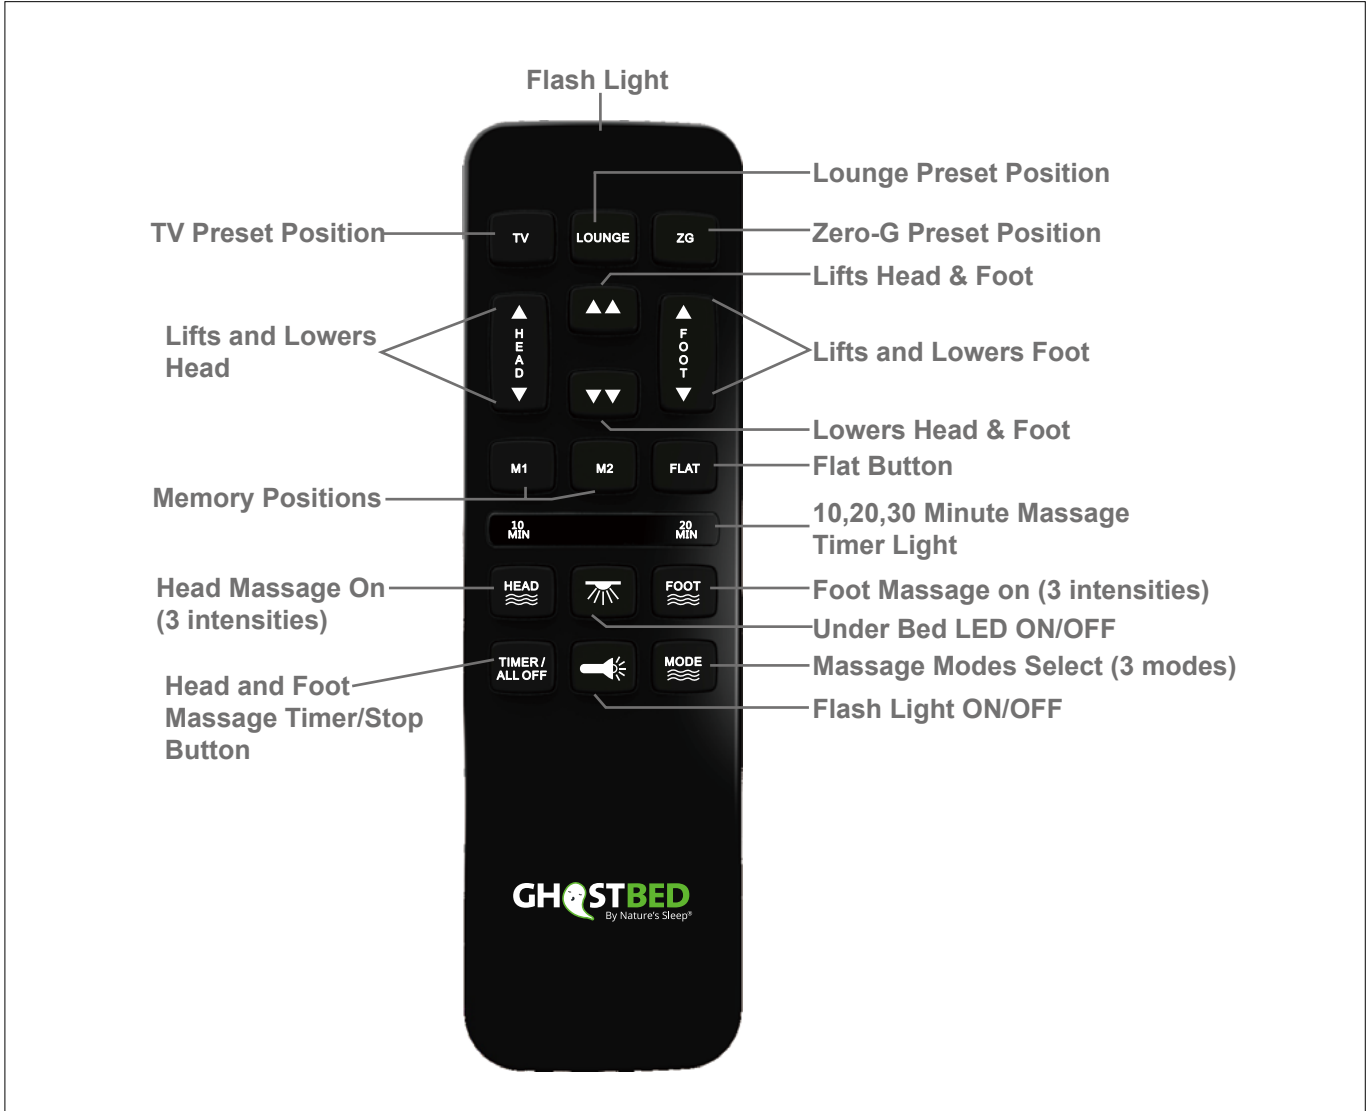 Flash Light
Lounge Preset Position
TV Preset Position
TV
LOUNGE
ZG
Zero-G Preset Position
Lifts Head & Foot
Lifts and Lowers
Head
HEAD
FOOT
Lifts and Lowers Foot
Lowers Head & Foot
M1
M2
FLAT
Flat Button
Memory Positions
10
MIN
20
MIN
10,20,30 Minute Massage
Timer Light
Head Massage On
(3 intensities)
HEAD
FOOT
Foot Massage on (3 intensities)
Under Bed LED ON/OFF
TIMER /
ALL OFF
MODE
Massage Modes Select (3 modes)
Head and Foot
Massage Timer/Stop
Button
Flash Light ON/OFF
GHOSTBED
By Nature's Sleep®